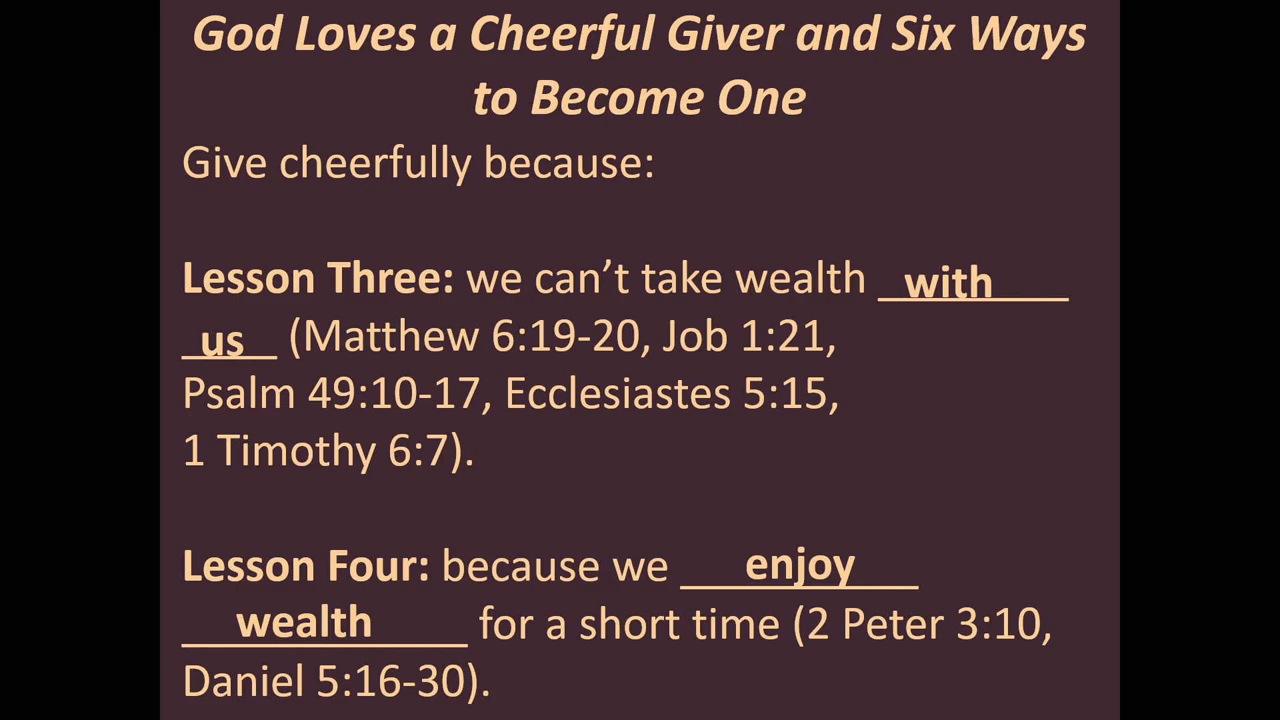 God Loves a Cheerful Giver and Six Ways
to Become One
Give cheerfully because:
Lesson Three: we can’t take wealth with
us (Matthew 6:19-20, Job 1:21,
Psalm 49:10-17, Ecclesiastes 5:15,
1 Timothy 6:7).
Lesson Four: because we enjoy
wealth for a short time (2 Peter 3:10,
Daniel 5:16-30).